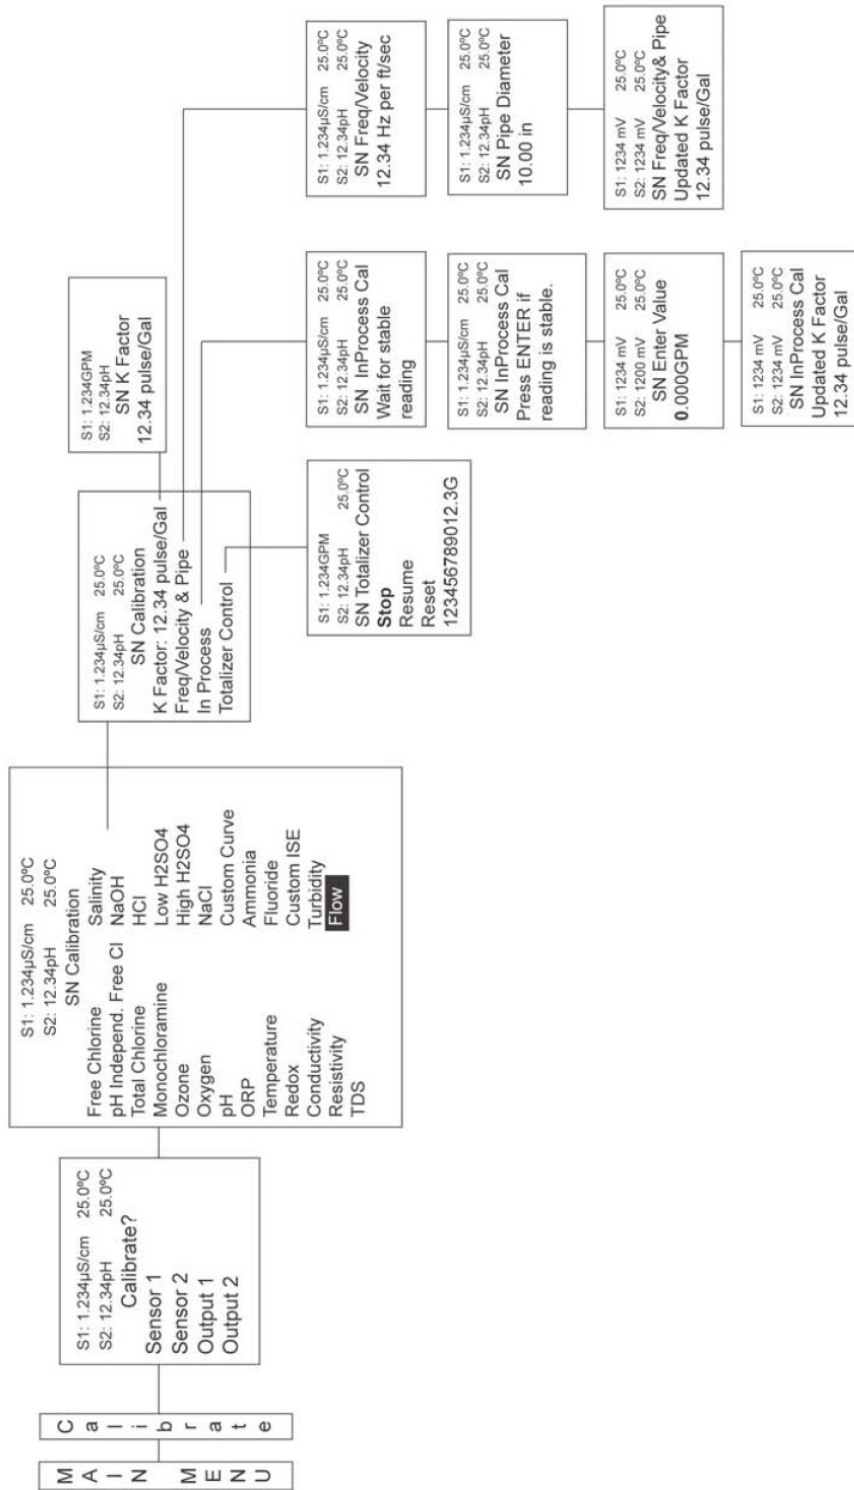 MAIN MENU
Calibrate
S1: 1.234µS/cm 25.0ºC
S2: 12.34pH 25.0ºC
Calibrate?
Sensor 1
Sensor 2
Output 1
Output 2
S1: 1.234µS/cm 25.0ºC
S2: 12.34pH 25.0ºC
SN Calibration
Free Chlorine
pH Independ. Free Cl
Total Chlorine
Monochloramine
Ozone
Oxygen
pH
ORP
Temperature
Redox
Conductivity
Resistivity
TDS
Salinity
NaOH
HCl
Low H2SO4
High H2SO4
NaCl
Custom Curve
Ammonia
Fluoride
Custom ISE
Turbidity
Flow
S1: 1.234µS/cm 25.0ºC
S2: 12.34pH 25.0ºC
SN Calibration
K Factor: 12.34 pulse/Gal
Freq/Velocity & Pipe
In Process
Totalizer Control
S1: 1.234GPM
S2: 12.34pH
SN K Factor
12.34 pulse/Gal
S1: 1.234GPM
S2: 12.34pH 25.0ºC
SN Totalizer Control
Stop
Resume
Reset
123456789012.3G
S1: 1.234µS/cm 25.0ºC
S2: 12.34pH 25.0ºC
SN InProcess Cal
Wait for stable
reading
S1: 1.234µS/cm 25.0ºC
S2: 12.34pH 25.0ºC
SN InProcess Cal
Press ENTER if
reading is stable.
S1: 1234 mV 25.0ºC
S2: 1200 mV 25.0ºC
SN Enter Value
0.000GPM
S1: 1234 mV 25.0ºC
S2: 1234 mV 25.0ºC
SN InProcess Cal
Updated K Factor
12.34 pulse/Gal
S1: 1.234µS/cm 25.0ºC
S2: 12.34pH 25.0ºC
SN Freq/Velocity
12.34 Hz per ft/sec
S1: 1.234µS/cm 25.0ºC
S2: 12.34pH 25.0ºC
SN Pipe Diameter
10.00 in
S1: 1234 mV 25.0ºC
S2: 1234 mV 25.0ºC
SN Freq/Velocity& Pipe
Updated K Factor
12.34 pulse/Gal